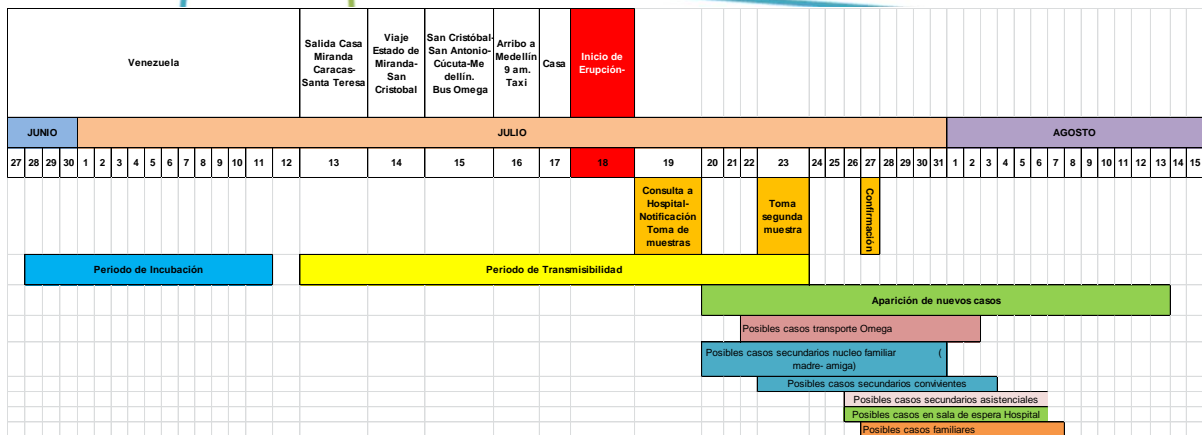 Venezuela
Salida Casa
Miranda
Caracas-
Santa Teresa
Viaje
Estado de
Miranda-
San
Cristobal
San Cristóbal-
San Antonio-
Cúcuta-Me
dellín.
Bus Omega
Arribo a
Medellín
9 am.
Taxi
Casa
Inicio de
Erupción-
JUNIO JULIO AGOSTO
27 28 29 30 1 2 3 4 5 6 7 8 9 10 11 12 13 14 15 16 17 18 19 20 21 22 23 24 25 26 27 28 29 30 31 1 2 3 4 5 6 7 8 9 10 11 12 13 14 15
Consulta a
Hospital-
Notificación
Toma de
muestras
Toma
segunda
muestra
Confirmación
Periodo de Incubación
Periodo de Transmisibilidad
Aparición de nuevos casos
Posibles casos transporte Omega
Posibles casos secundarios nucleo familiar (
madre- amiga)
Posibles casos secundarios convivientes
Posibles casos secundarios asistenciales
Posibles casos en sala de espera Hospital
Posibles casos familiares